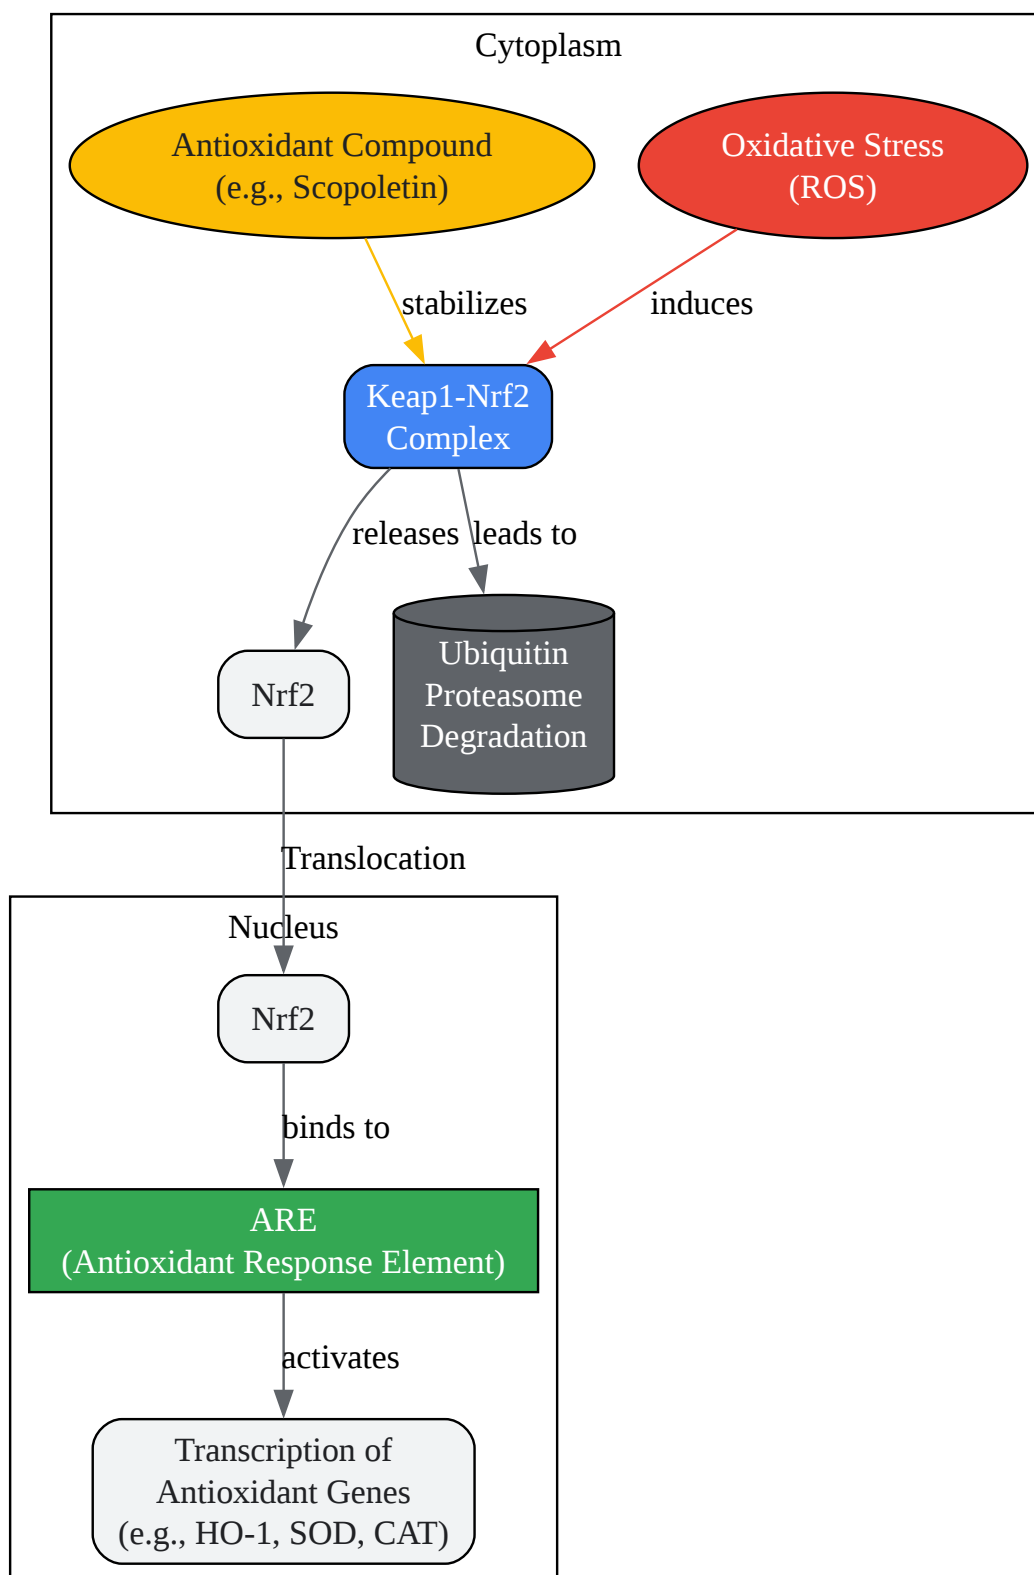 Cytoplasm
Antioxidant Compound
(e.g., Scopoletin)
Oxidative Stress
(ROS)
stabilizes
induces
Keap1-Nrf2
Complex
releases
leads to
Ubiquitin
Proteasome
Degradation
Nrf2
Translocation
Nucleus
Nrf2
binds to
ARE
(Antioxidant Response Element)
activates
Transcription of
Antioxidant Genes
(e.g., HO-1, SOD, CAT)